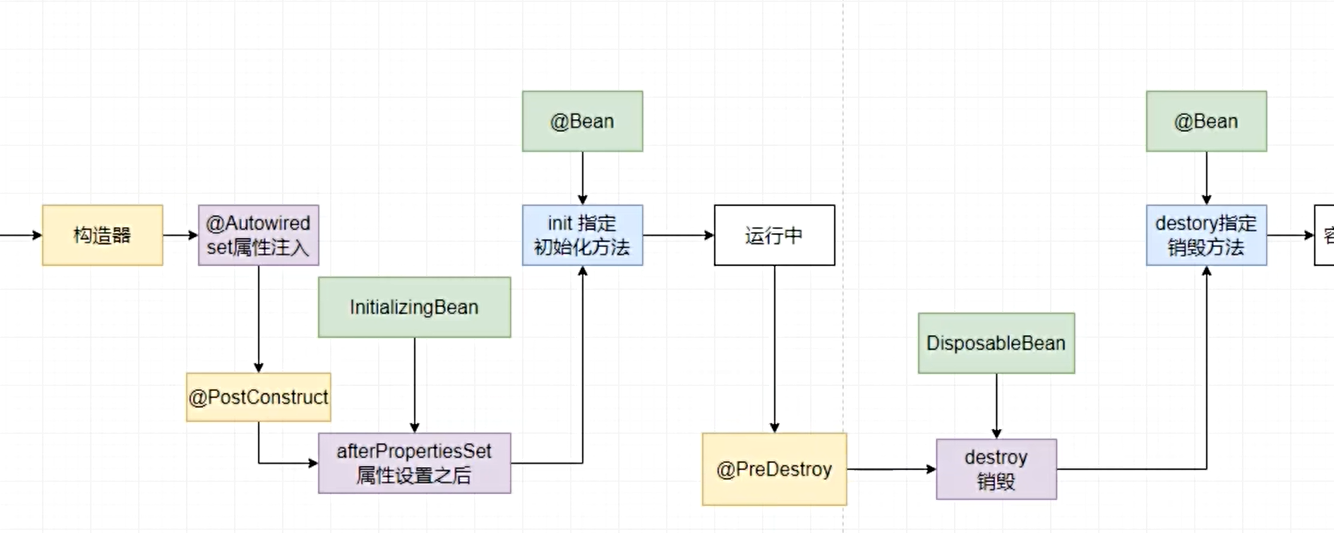 @Bean
@Bean
构造器
@Autowired
set属性注入
init 指定
初始化方法
运行中
destory指定
销毁方法
InitializingBean
DisposableBean
@PostConstruct
afterPropertiesSet
属性设置之后
@PreDestroy
destroy
销毁